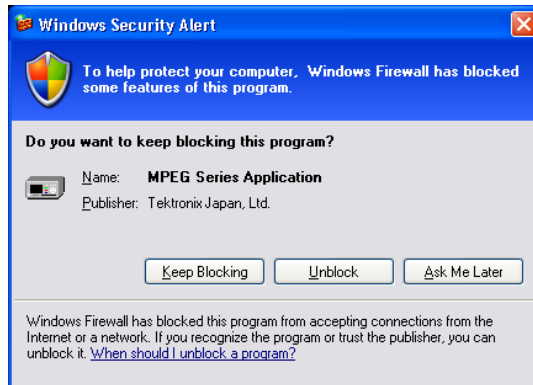 Windows Security Alert
To help protect your computer, Windows Firewall has blocked
some features of this program.
Do you want to keep blocking this program?
Name: MPEG Series Application
Publisher: Tektronix Japan, Ltd.
Keep Blocking Unblock Ask Me Later
Windows Firewall has blocked this program from accepting connections from the
Internet or a network. If you recognize the program or trust the publisher, you can
unblock it. When should I unblock a program?